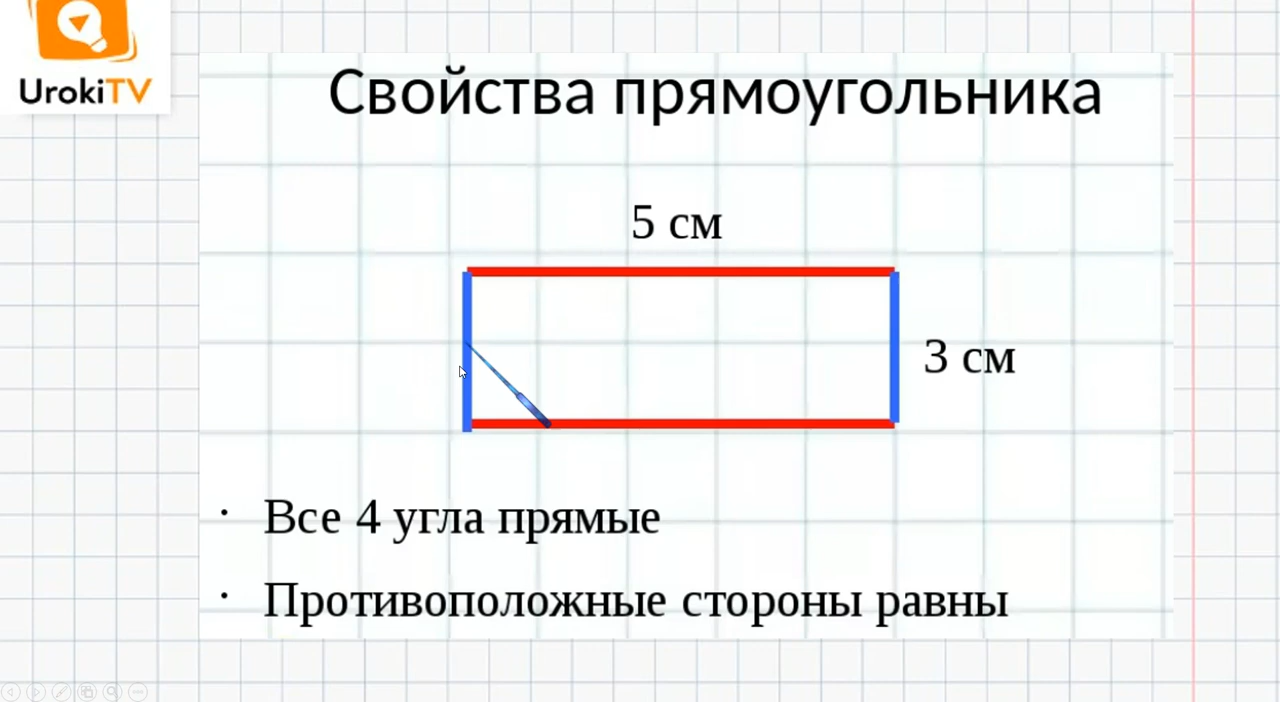 UrokiTV
Свойства прямоугольника
5 см
3 см
· Все 4 угла прямые
· Противоположные стороны равны